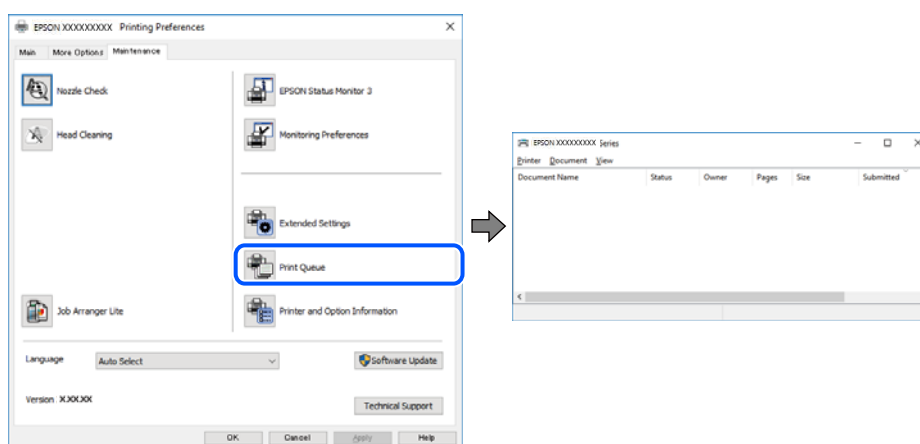 EPSON XXXXXXXXX Printing Preferences
Main More Options Maintenance
Nozzle Check
EPSON Status Monitor 3
Head Cleaning
Monitoring Preferences
Extended Settings
Print Queue
Job Arranger Lite
Printer and Option Information
Language Auto Select
Software Update
Version X.XX.XX
Technical Support
OK Cancel Apply Help
EPSON XXXXXXXXX Series
Printer Document View
Document Name Status Owner Pages Size Submitted